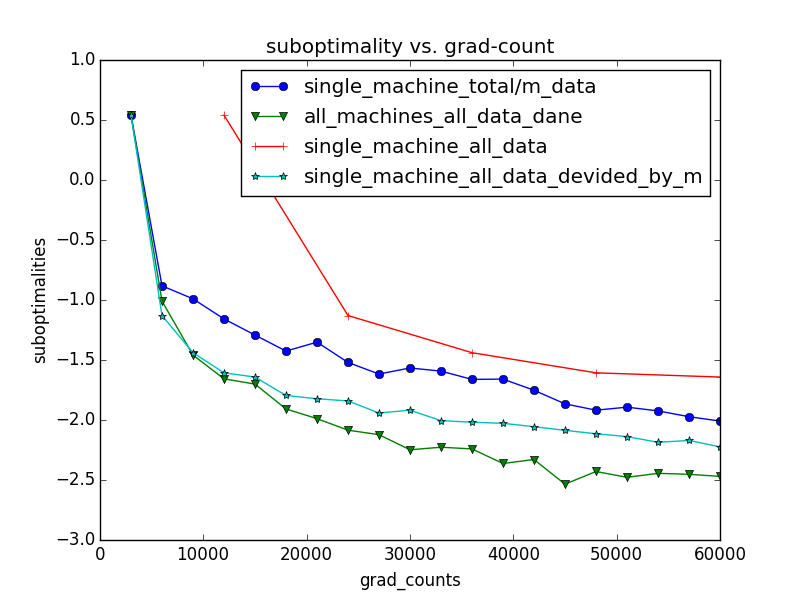 suboptimality vs. grad-count
single_machine_total/m_data
all_machines_all_data_dane
single_machine_all_data
single_machine_all_data_devided_by_m
suboptimalities
1.0
0.5
0.0
−0.5
−1.0
−1.5
−2.0
−2.5
−3.0
0 10000 20000 30000 40000 50000 60000
grad_counts